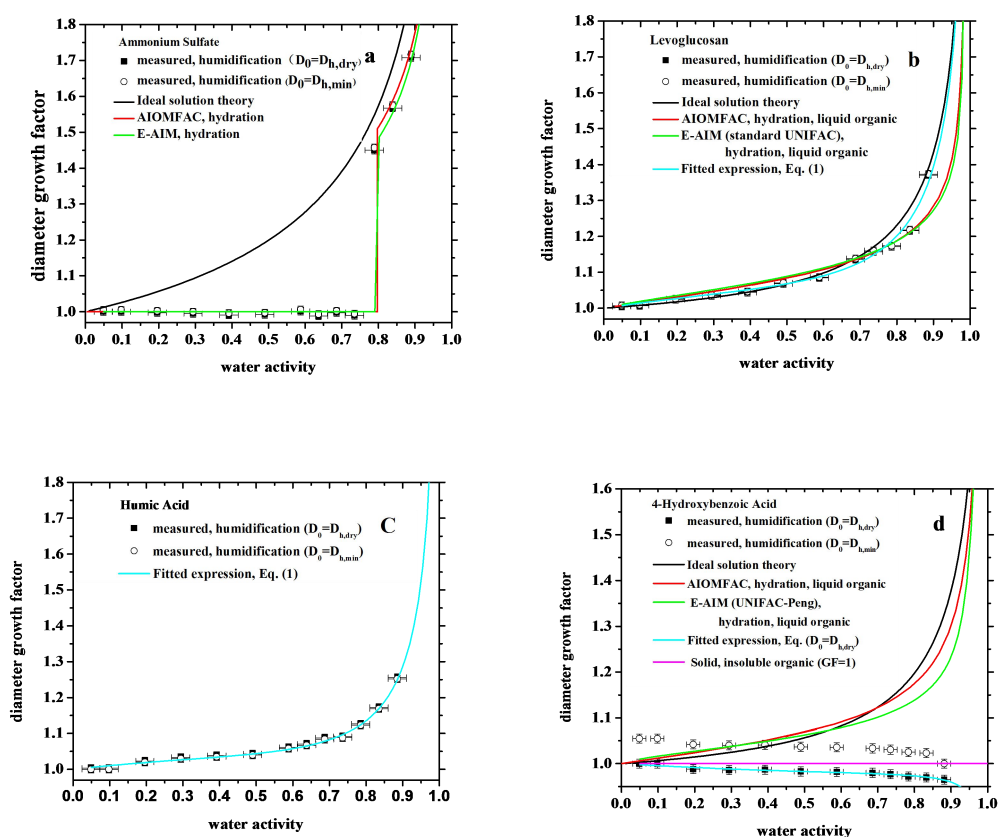 Ammonium Sulfate
a
measured, humidification (D0=Dh,dry)
measured, humidification (D0=Dh,min)
Ideal solution theory
AIOMFAC, hydration
E-AIM, hydration
diameter growth factor
1.8
1.7
1.6
1.5
1.4
1.3
1.2
1.1
1.0
0.0 0.1 0.2 0.3 0.4 0.5 0.6 0.7 0.8 0.9 1.0
water activity
Levoglucosan
b
measured, humidification (D0=Dh,dry)
measured, humidification (D0=Dh,min)
Ideal solution theory
AIOMFAC, hydration, liquid organic
E-AIM (standard UNIFAC),
hydration, liquid organic
Fitted expression, Eq. (1)
diameter growth factor
1.8
1.7
1.6
1.5
1.4
1.3
1.2
1.1
1.0
0.0 0.1 0.2 0.3 0.4 0.5 0.6 0.7 0.8 0.9 1.0
water activity
Humic Acid
C
measured, humidification (D0=Dh,dry)
measured, humidification (D0=Dh,min)
Fitted expression, Eq. (1)
diameter growth factor
1.8
1.7
1.6
1.5
1.4
1.3
1.2
1.1
1.0
0.0 0.1 0.2 0.3 0.4 0.5 0.6 0.7 0.8 0.9 1.0
water activity
4-Hydroxybenzoic Acid
d
measured, humidification (D0=Dh,dry)
measured, humidification (D0=Dh,min)
Ideal solution theory
AIOMFAC, hydration, liquid organic
E-AIM (UNIFAC-Peng),
hydration, liquid organic
Fitted expression, Eq. (D0=Dh,dry)
Solid, insoluble organic (GF=1)
diameter growth factor
1.6
1.5
1.4
1.3
1.2
1.1
1.0
0.0 0.1 0.2 0.3 0.4 0.5 0.6 0.7 0.8 0.9 1.0
water activity